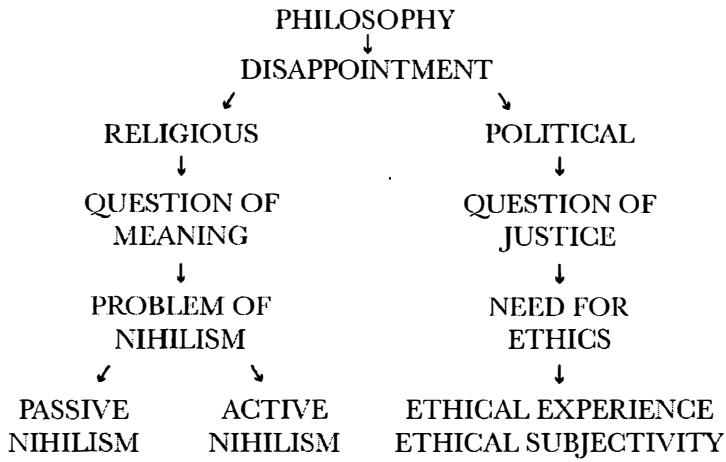 PHILOSOPHY
DISAPPOINTMENT
RELIGIOUS
POLITICAL
QUESTION OF
MEANING
QUESTION OF
JUSTICE
PROBLEM OF
NIHILISM
NEED FOR
ETHICS
PASSIVE
NIHILISM
ACTIVE
NIHILISM
ETHICAL EXPERIENCE
ETHICAL SUBJECTIVITY